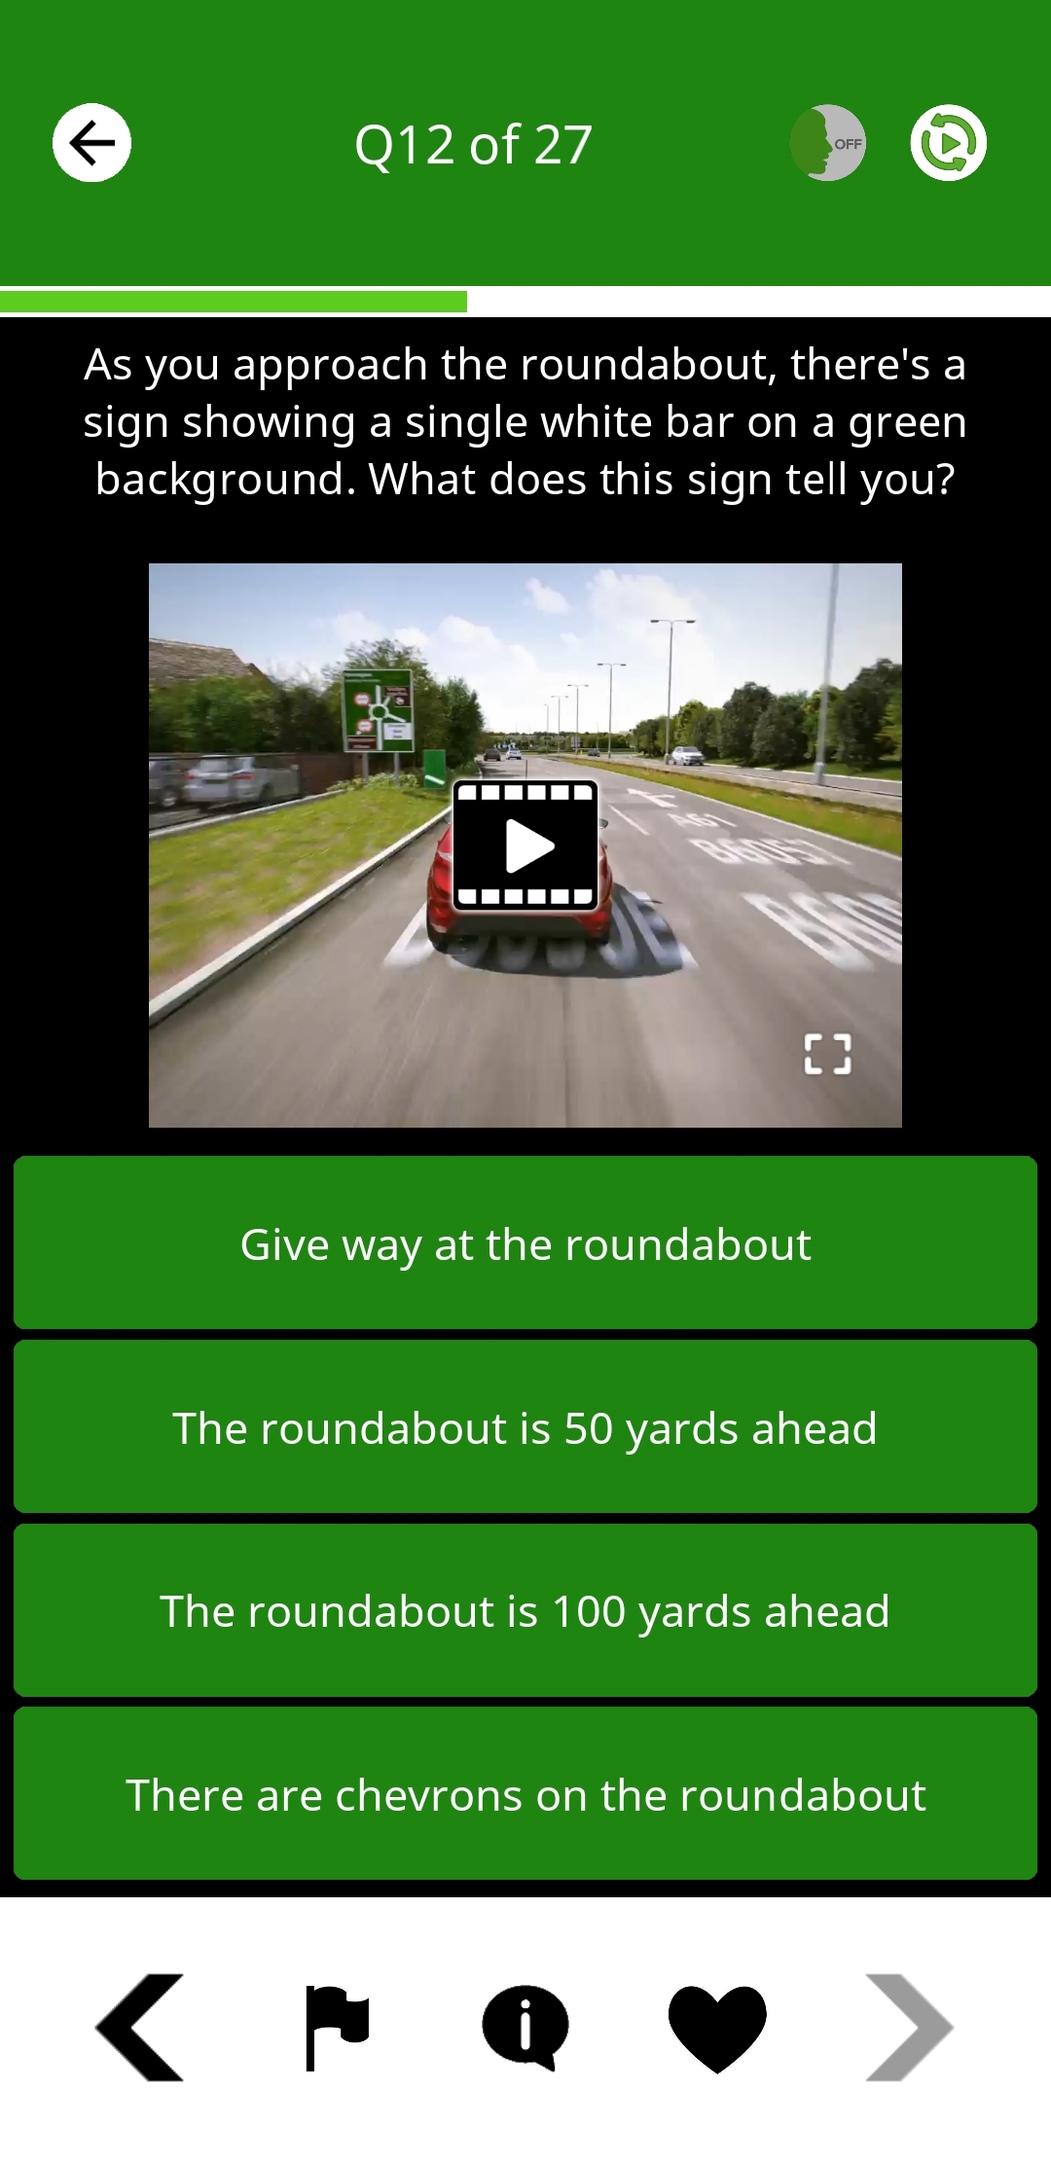 Q12 of 27
OFF
As you approach the roundabout, there's a
sign showing a single white bar on a green
background. What does this sign tell you?
A61
B6057
Give way at the roundabout
The roundabout is 50 yards ahead
The roundabout is 100 yards ahead
There are chevrons on the roundabout